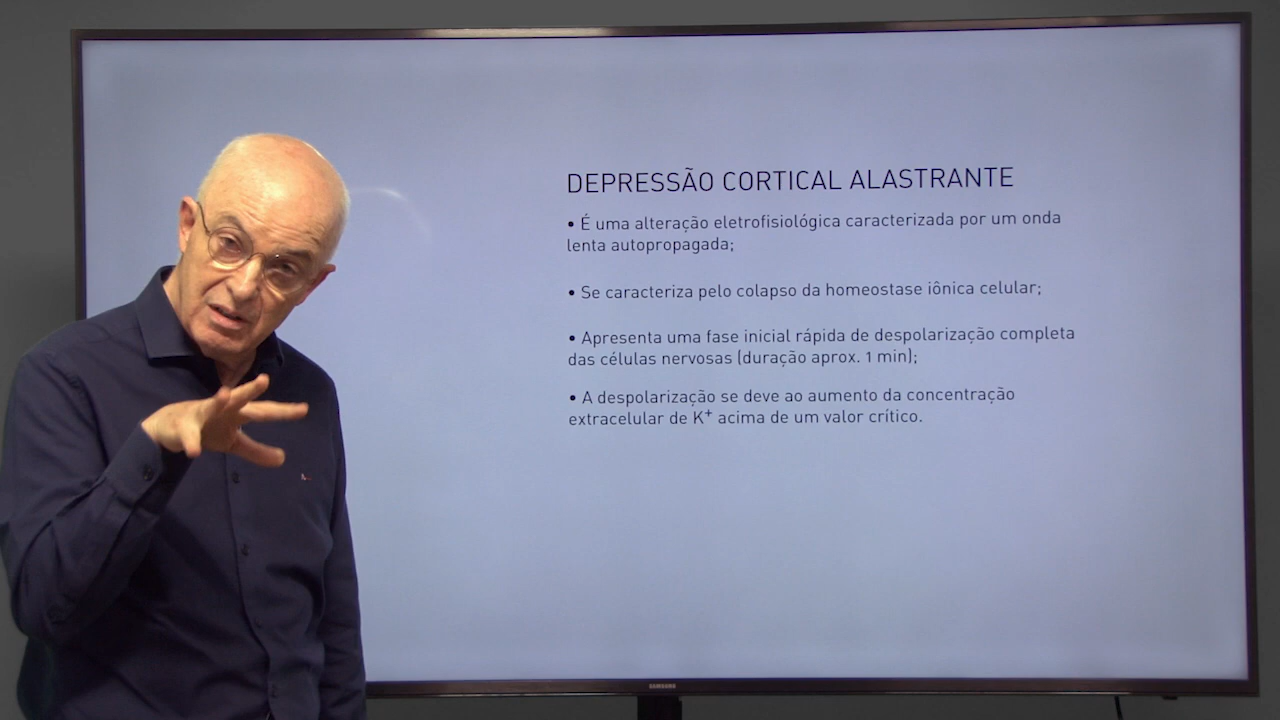 DEPRESSÃO CORTICAL ALASTRANTE
• É uma alteração eletrofisiológica caracterizada por um onda
lenta autopropagada;
• Se caracteriza pelo colapso da homeostase iônica celular;
• Apresenta uma fase inicial rápida de despolarização completa
das células nervosas (duração aprox. 1 min);
• A despolarização se deve ao aumento da concentração
extracelular de K⁺ acima de um valor crítico.
SAMSUNG